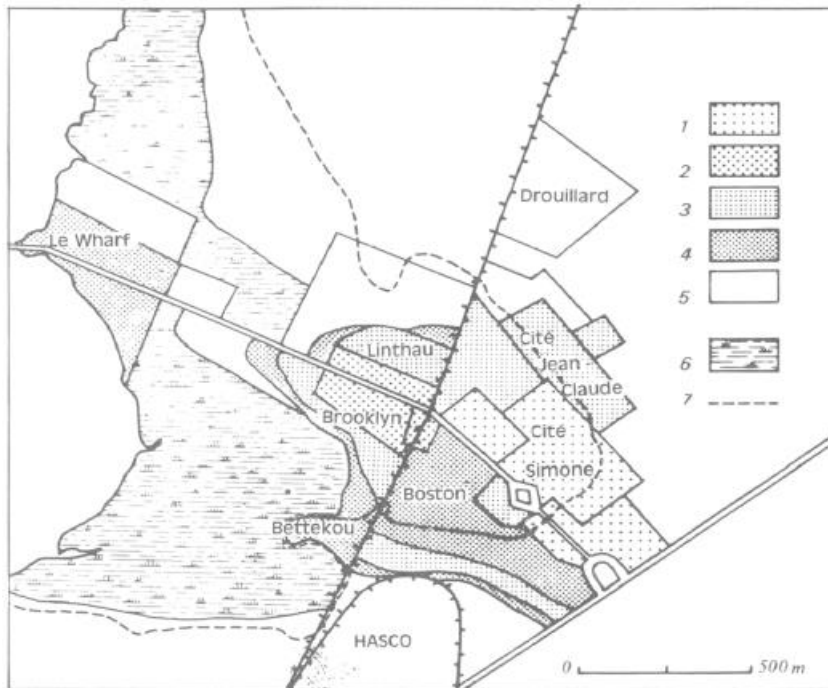 Drouillard
1
2
3
4
5
6
7
Le Wharf
Linthau
Cité
Jean
Claude
Brooklyn
Cité
Simone
Boston
Bettekou
HASCO
0 500 m